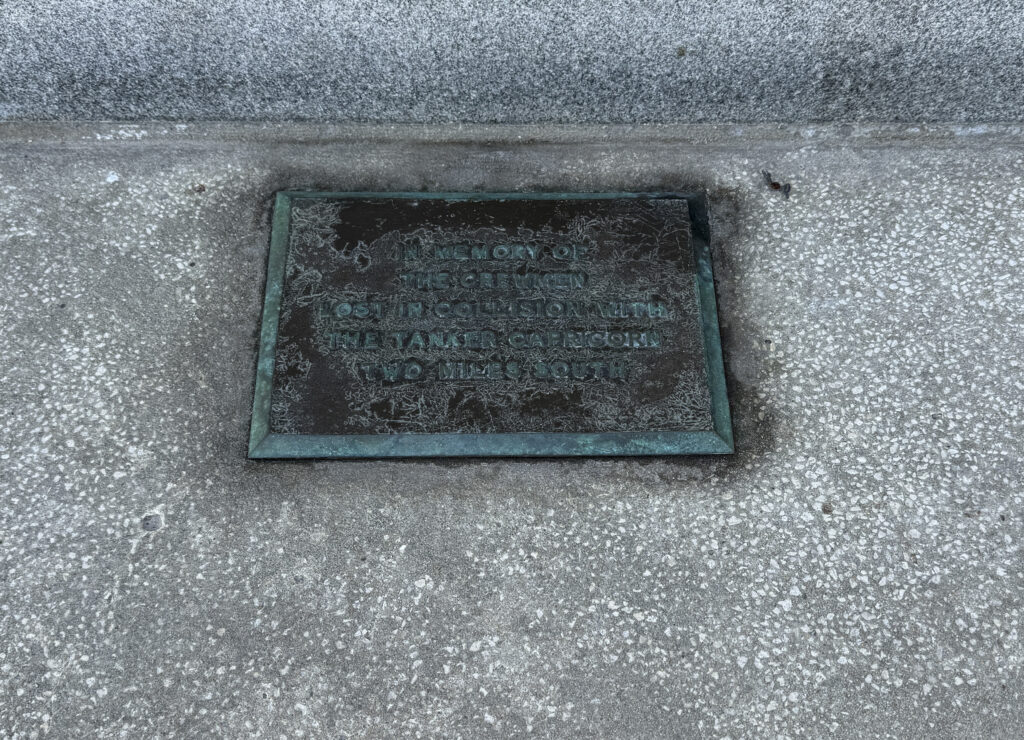 IN MEMORY OF
THE CREWMEN
LOST IN COLLISION WITH
THE TANKER CAPRICORN
TWO MILES SOUTH